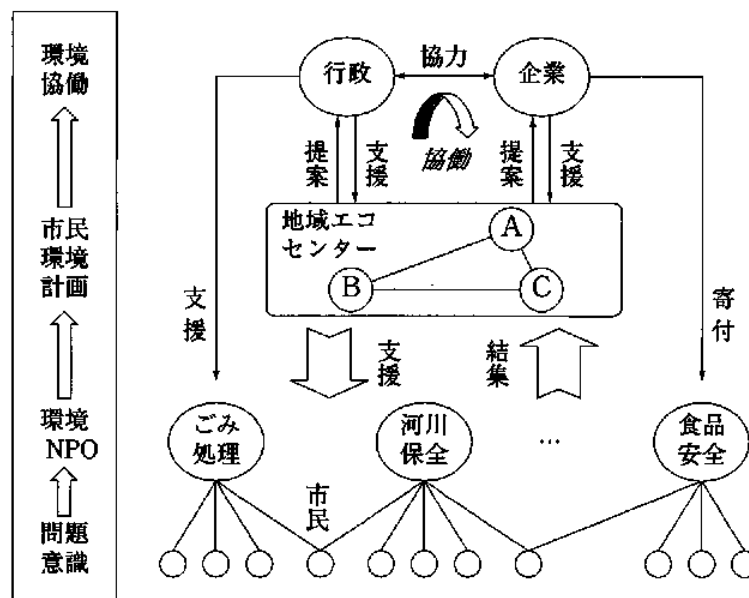 環境
協働
市民
環境
計画
環境
NPO
問題
意識
行政
協力
企業
協働
提案
支援
提案
支援
地域エコ
センター
A
B
C
支援
支援
結集
寄付
ごみ
処理
河川
保全
…
食品
安全
市民